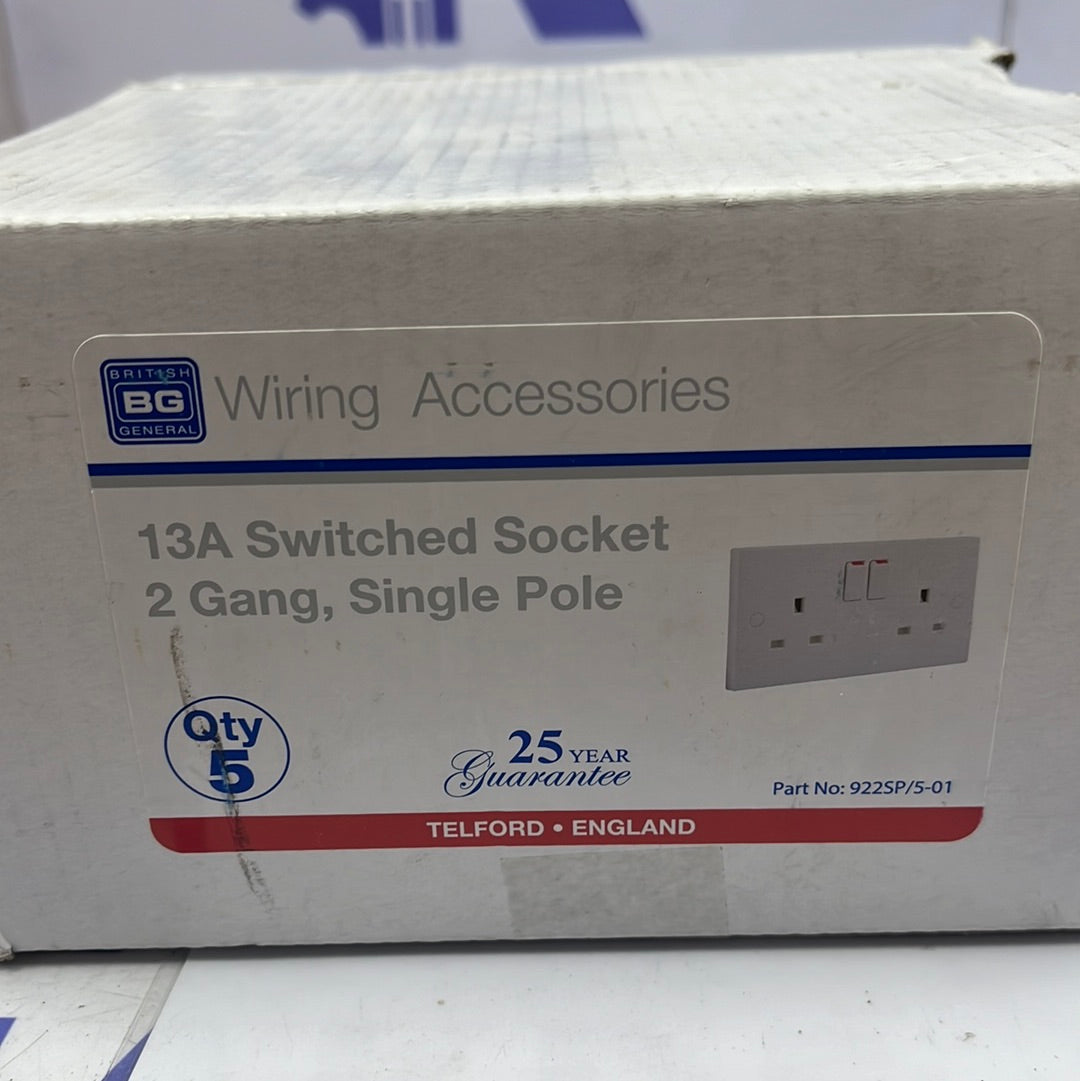 BRITISH
BG
GENERAL
Wiring Accessories
13A Switched Socket
2 Gang, Single Pole
Qty
5
25 YEAR
Guarantee
Part No: 922SP/5-01
TELFORD • ENGLAND